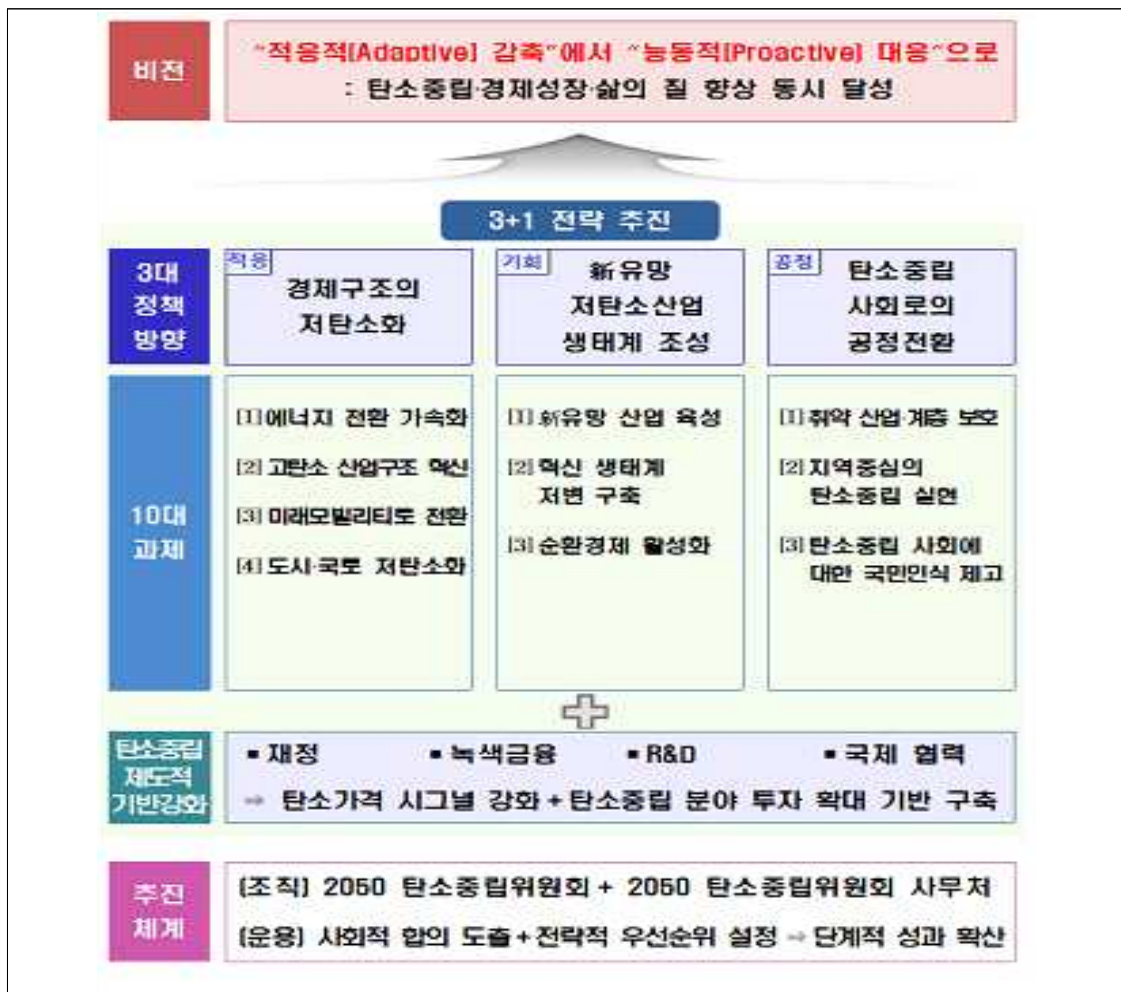 비전
“적응적(Adaptive) 감축”에서 “능동적(Proactive) 대응”으로
: 탄소중립·경제성장·삶의 질 향상 동시 달성
3+1 전략 추진
3대
정책
방향
적응
경제구조의
저탄소화
기회
新유망
저탄소산업
생태계 조성
공정
탄소중립
사회로의
공정전환
10대
과제
[1] 에너지 전환 가속화
[2] 고탄소 산업구조 혁신
[3] 미래모빌리티로 전환
[4] 도시·국토 저탄소화
[1] 新유망 산업 육성
[2] 혁신 생태계
저변 구축
[3] 순환경제 활성화
[1] 취약 산업·계층 보호
[2] 지역중심의
탄소중립 실현
[3] 탄소중립 사회에
대한 국민인식 제고
탄소중립
제도적
기반강화
▪ 재정 ▪ 녹색금융 ▪ R&D ▪ 국제 협력
⇨ 탄소가격 시그널 강화 + 탄소중립 분야 투자 확대 기반 구축
추진
체계
(조직) 2050 탄소중립위원회 + 2050 탄소중립위원회 사무처
(운용) 사회적 합의 도출 + 전략적 우선순위 설정 ⇨ 단계적 성과 확산